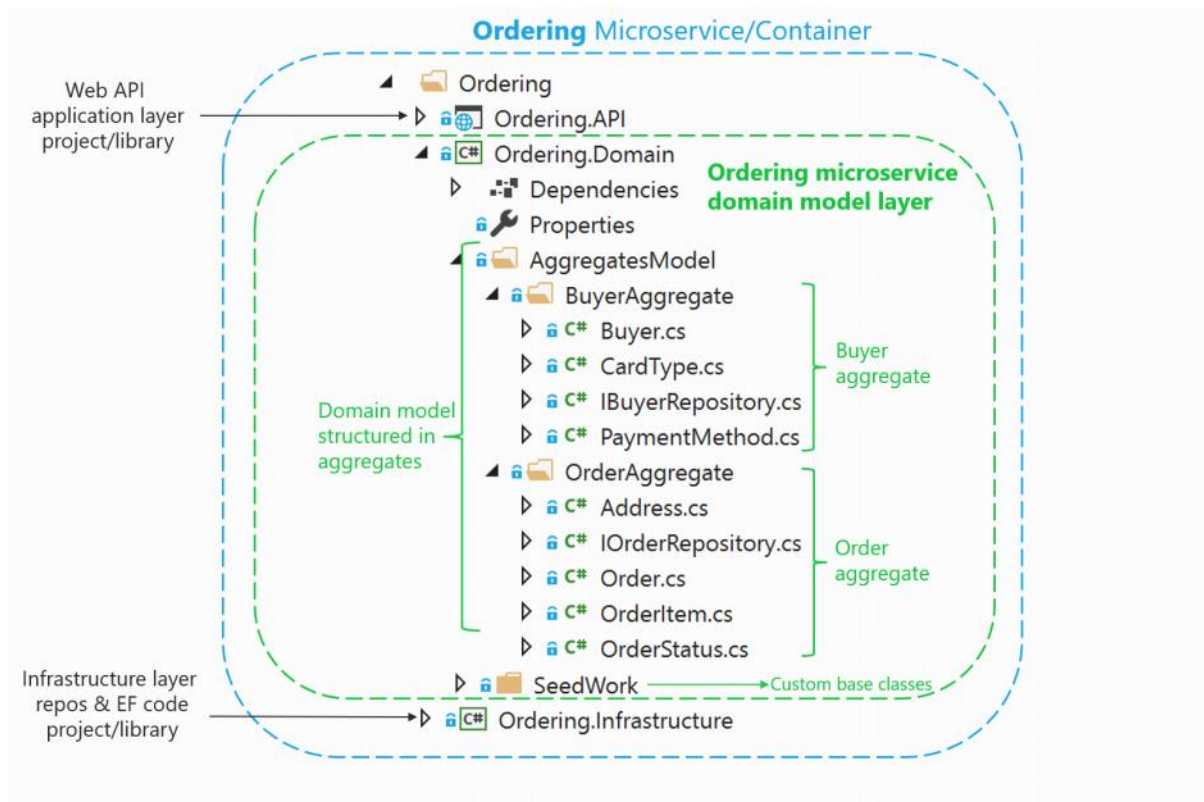 Ordering Microservice/Container
Ordering
Web API
application layer
project/library
Ordering.API
C# Ordering.Domain
Ordering microservice
domain model layer
Dependencies
Properties
AggregatesModel
BuyerAggregate
C# Buyer.cs
C# CardType.cs
C# IBuyerRepository.cs
C# PaymentMethod.cs
Buyer
aggregate
Domain model
structured in
aggregates
OrderAggregate
C# Address.cs
C# IOrderRepository.cs
C# Order.cs
C# OrderItem.cs
C# OrderStatus.cs
Order
aggregate
SeedWork
Custom base classes
Infrastructure layer
repos & EF code
project/library
C# Ordering.Infrastructure